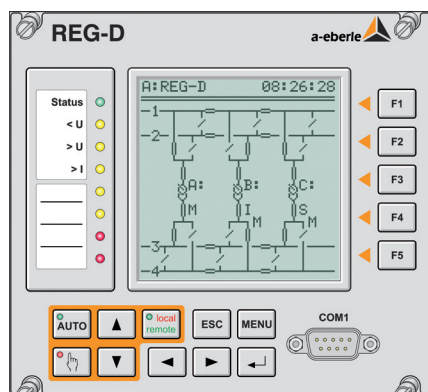 REG-D
a-eberle
Status
< U
> U
> I
A:REG-D 08:26:28
1
2
A: B: C:
M I S
M M
3
4
F1
F2
F3
F4
F5
AUTO
local
remote
ESC
MENU
COM1